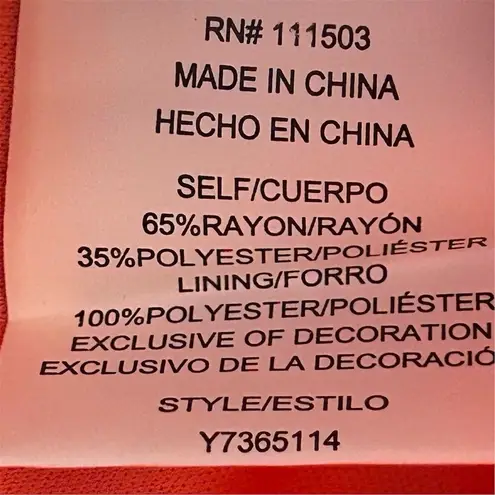 RN# 111503
MADE IN CHINA
HECHO EN CHINA
SELF/CUERPO
65%RAYON/RAYÓN
35%POLYESTER/POLIÉSTER
LINING/FORRO
100%POLYESTER/POLIÉSTER
EXCLUSIVE OF DECORATION
EXCLUSIVO DE LA DECORACIÓ
STYLE/ESTILO
Y7365114